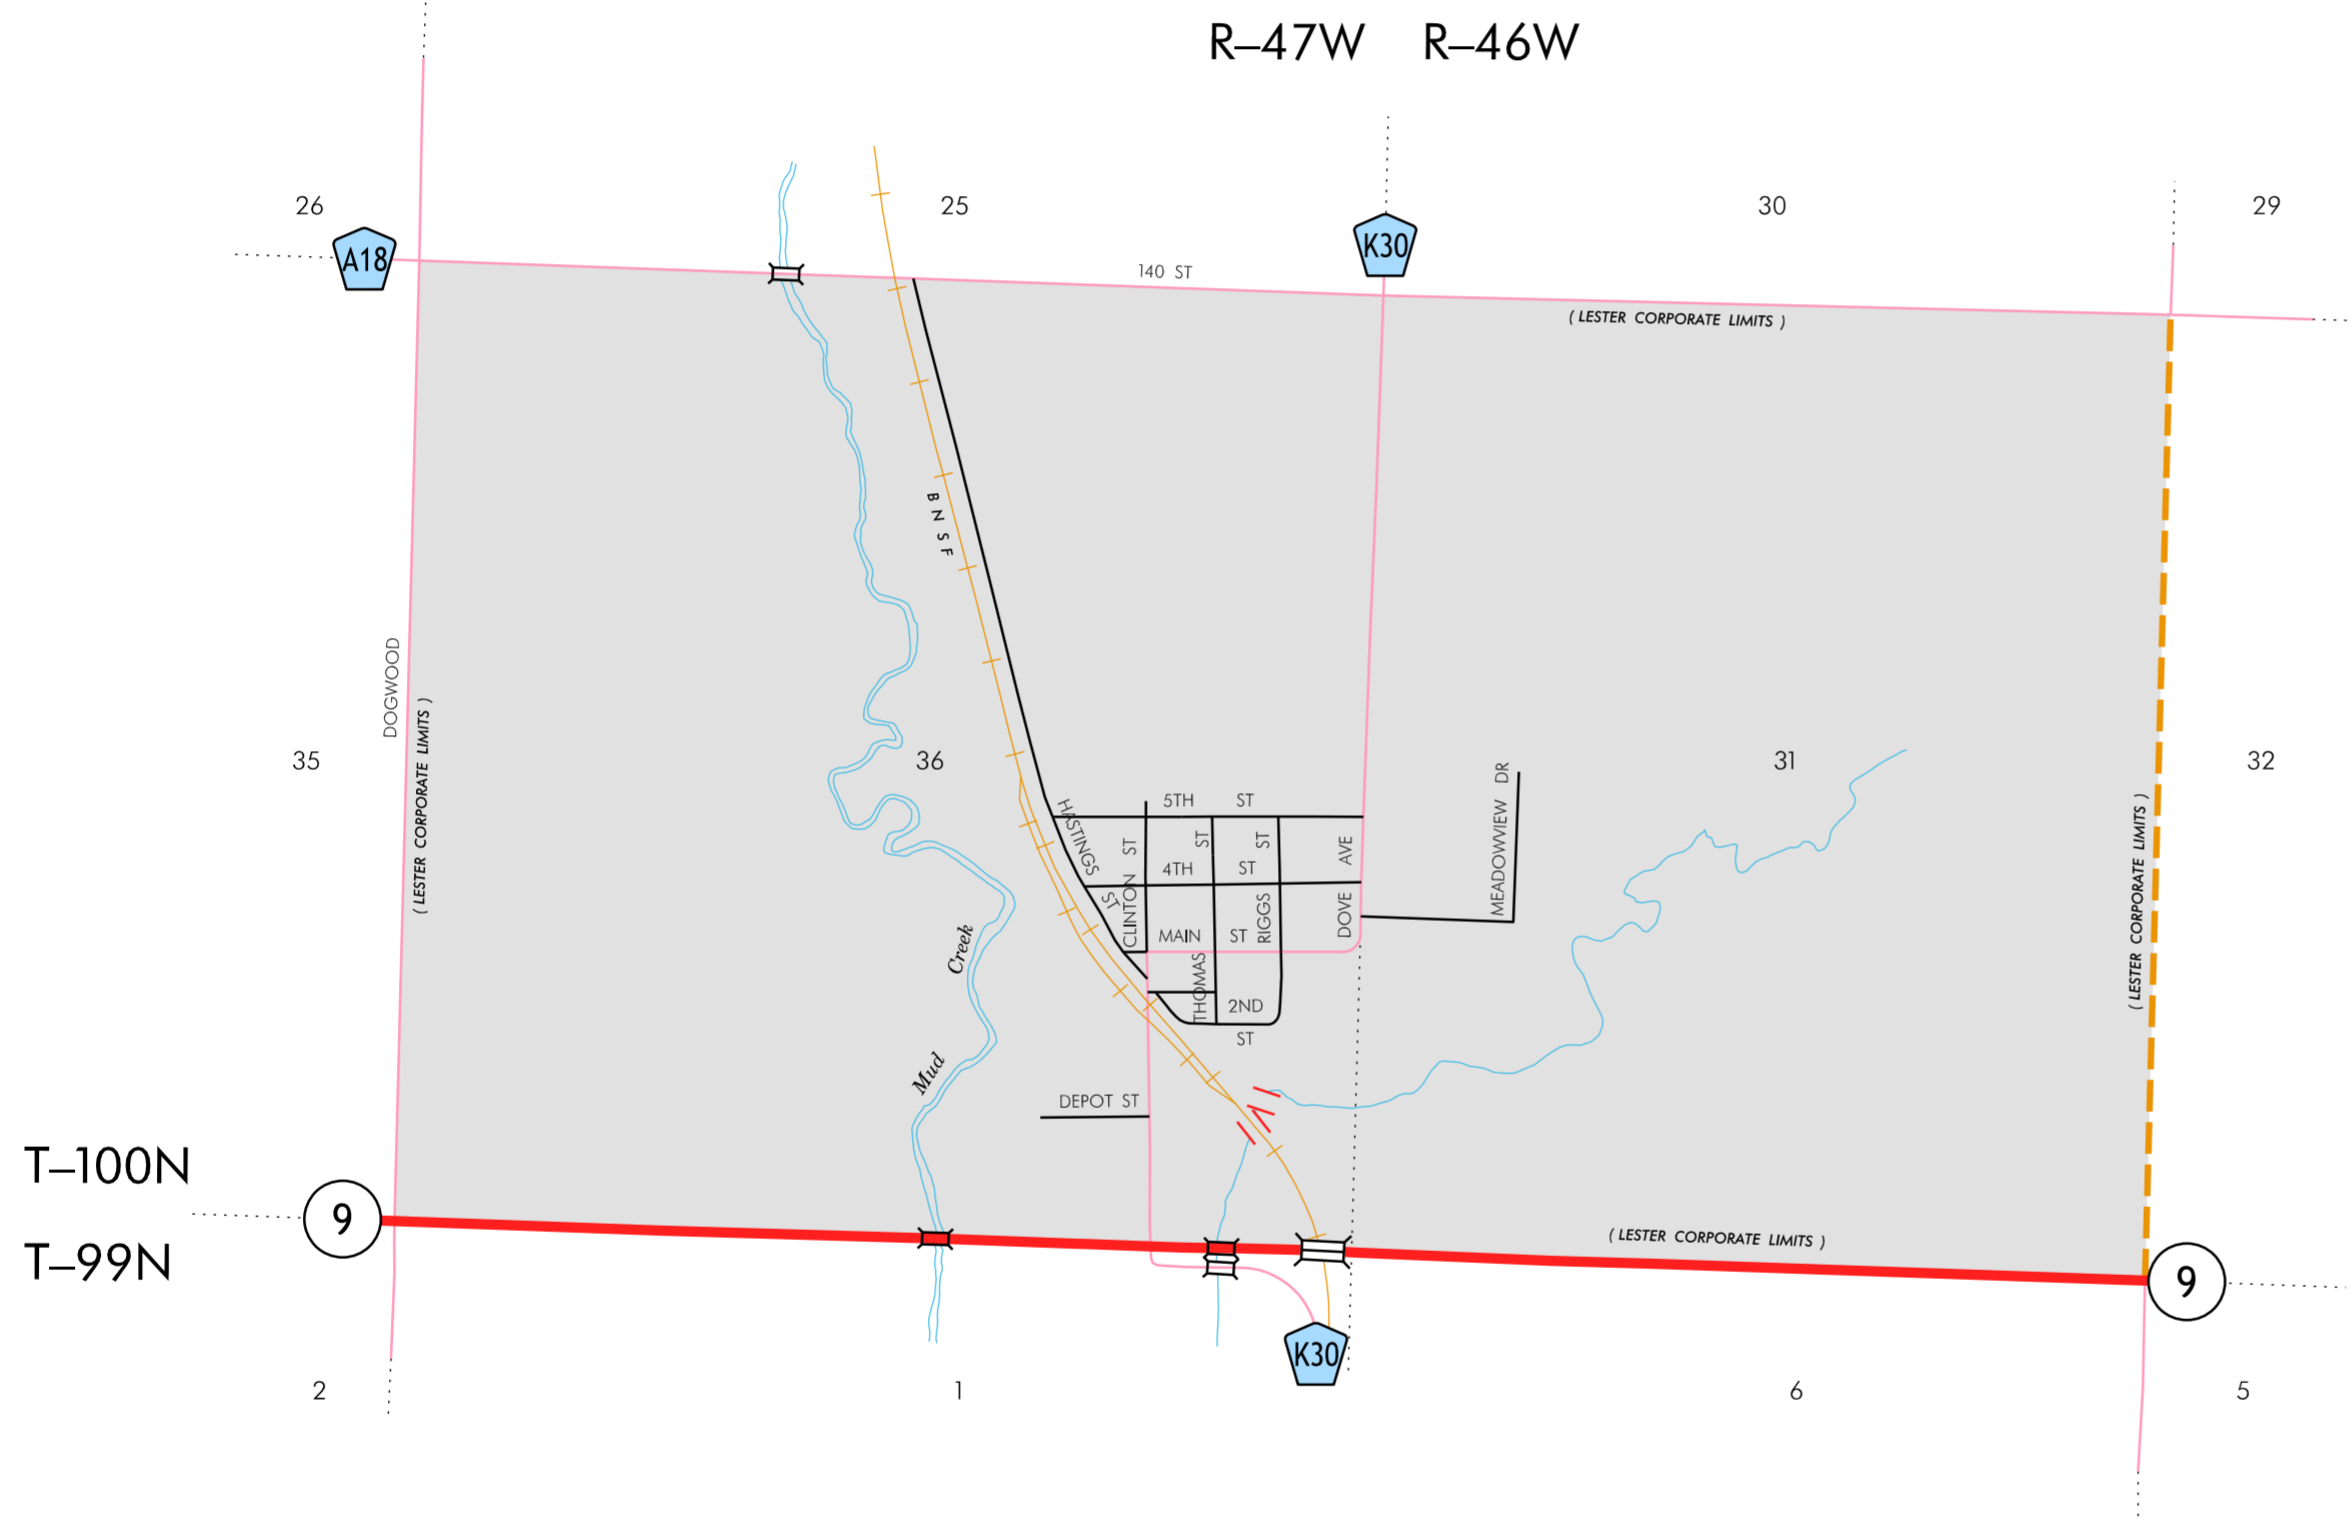 R–47W R–46W
26 25 30 29
A18
K30
140 ST
( LESTER CORPORATE LIMITS )
B N S F
DOGWOOD
( LESTER CORPORATE LIMITS )
35 36 31 32
HASTINGS ST
5TH ST
CLINTON ST
THOMAS ST
RIGGS ST
DOVE AVE
MEADOWVIEW DR
4TH ST
MAIN ST
2ND ST
( LESTER CORPORATE LIMITS )
Mud Creek
DEPOT ST
T–100N
9
T–99N
( LESTER CORPORATE LIMITS )
9
K30
2 1 6 5